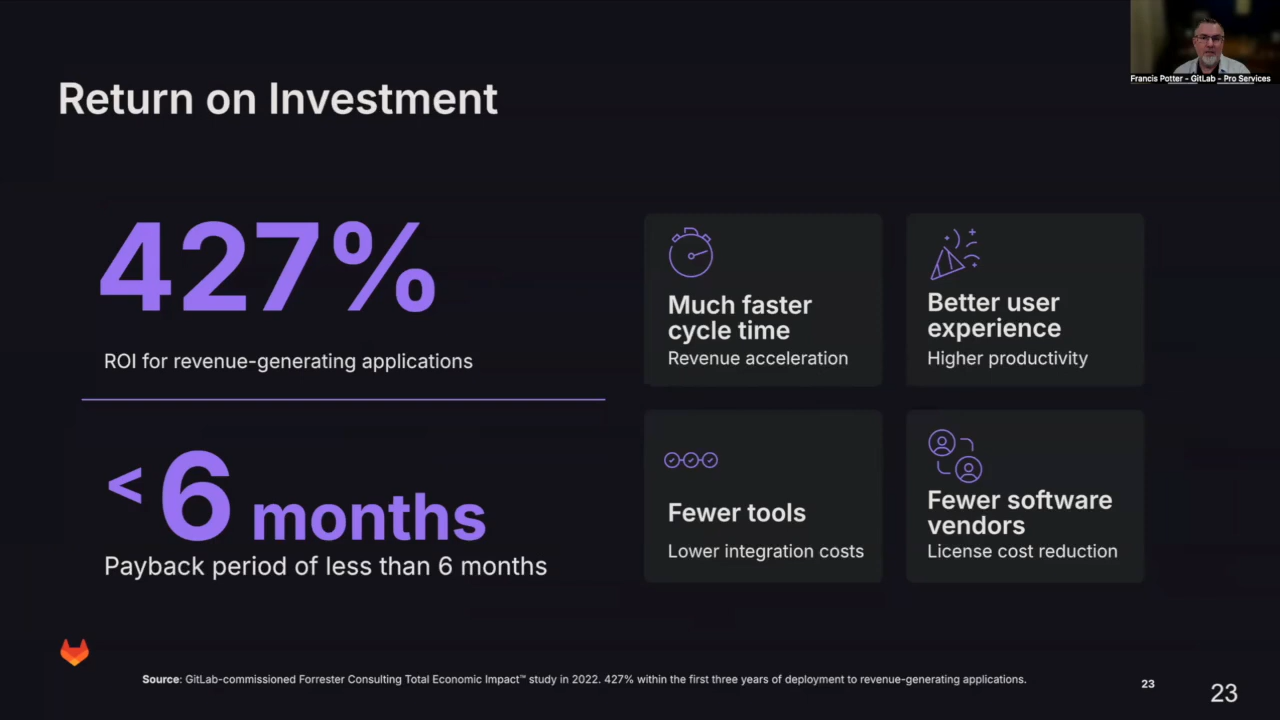 Francis Potter - GitLab - Pro Services
Return on Investment
427%
ROI for revenue-generating applications
<6 months
Payback period of less than 6 months
Much faster
cycle time
Revenue acceleration
Better user
experience
Higher productivity
Fewer tools
Lower integration costs
Fewer software
vendors
License cost reduction
Source: GitLab-commissioned Forrester Consulting Total Economic Impact™ study in 2022. 427% within the first three years of deployment to revenue-generating applications.
23
23